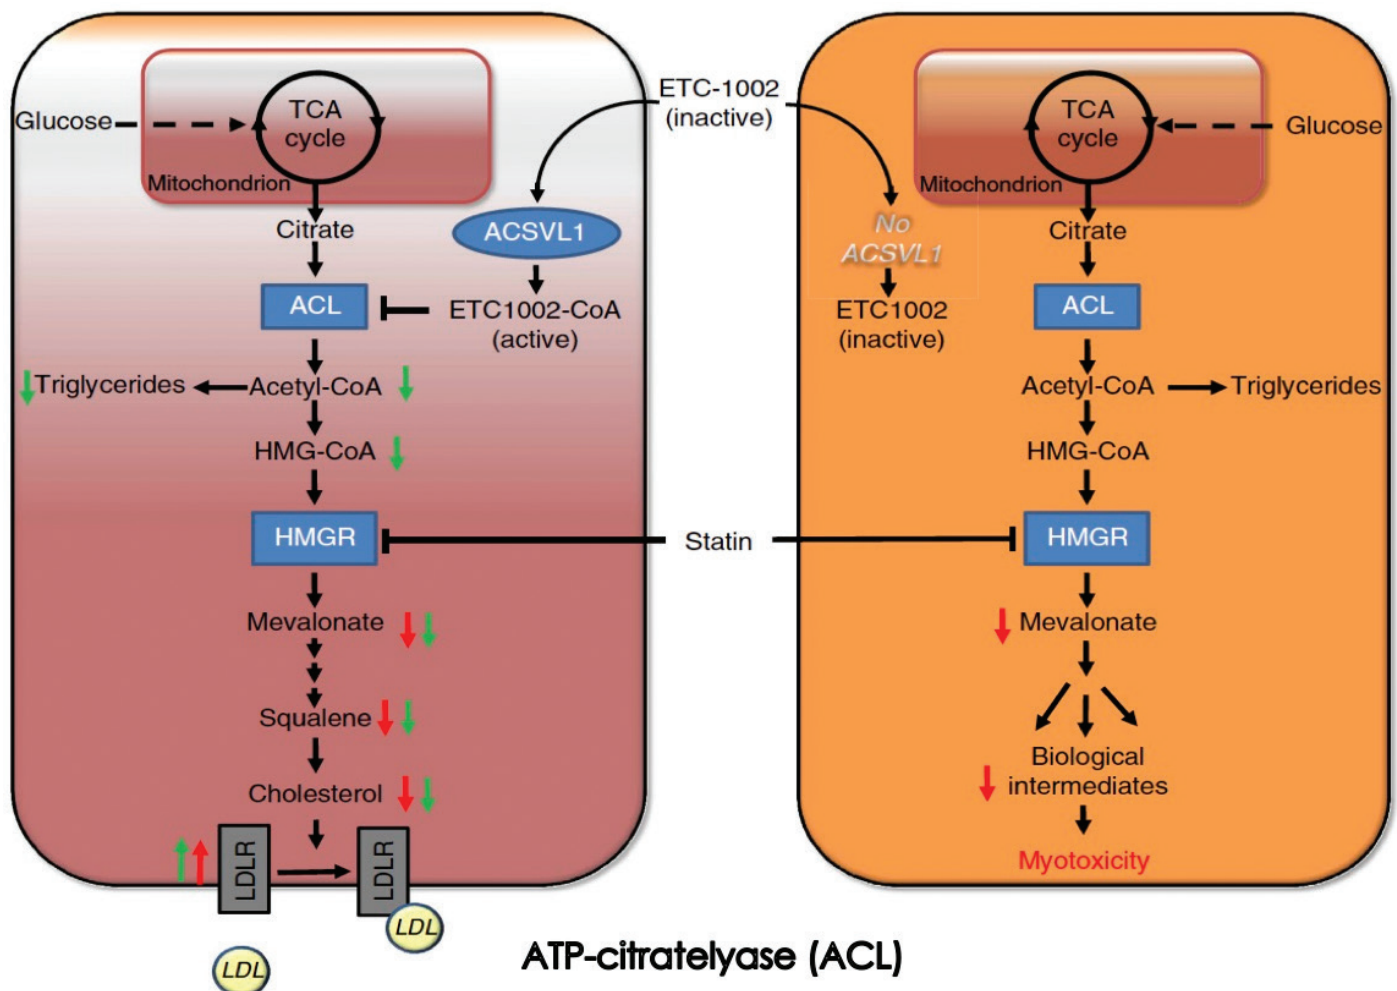 Glucose
TCA
cycle
Mitochondrion
Citrate
ACSVL1
ACL
ETC1002-CoA
(active)
Triglycerides
Acetyl-CoA
HMG-CoA
HMGR
Mevalonate
Squalene
Cholesterol
LDLR
LDLR
LDL
LDL
ETC-1002
(inactive)
Statin
TCA
cycle
Glucose
Mitochondrion
No
ACSVL1
Citrate
ETC1002
(inactive)
ACL
Acetyl-CoA
Triglycerides
HMG-CoA
HMGR
Mevalonate
Biological
intermediates
Myotoxicity
ATP-citratelyase (ACL)